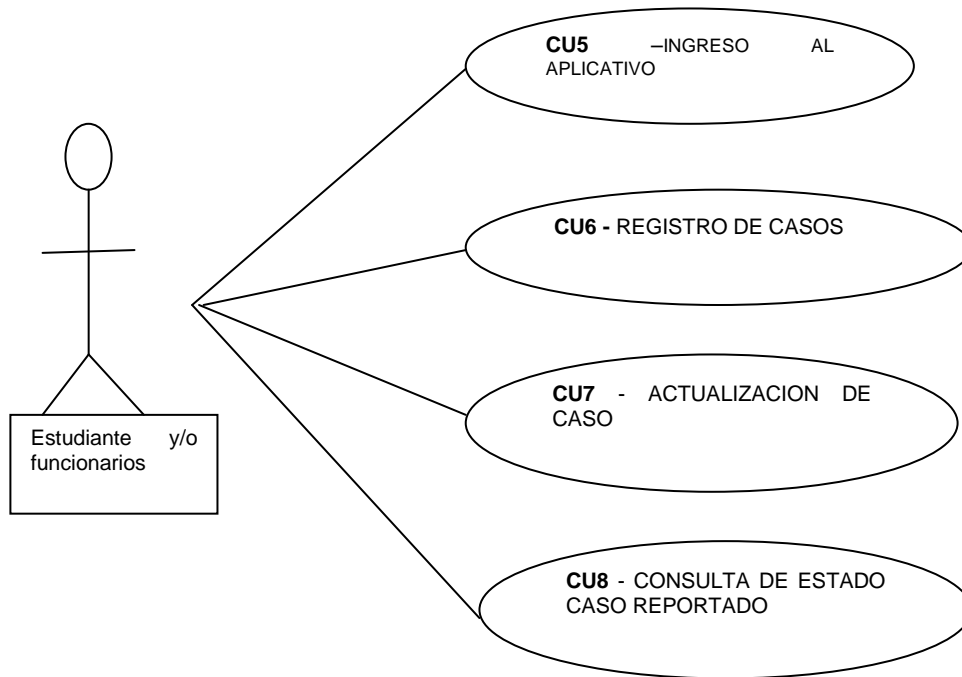 CU5 –INGRESO AL
APLICATIVO
CU6 - REGISTRO DE CASOS
CU7 - ACTUALIZACION DE
CASO
Estudiante y/o
funcionarios
CU8 - CONSULTA DE ESTADO
CASO REPORTADO